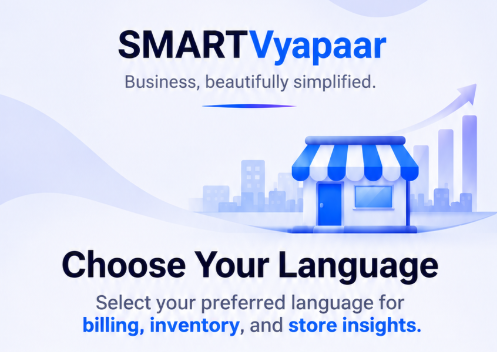 SMARTVyapaar
Business, beautifully simplified.
Choose Your Language
Select your preferred language for
billing, inventory, and store insights.